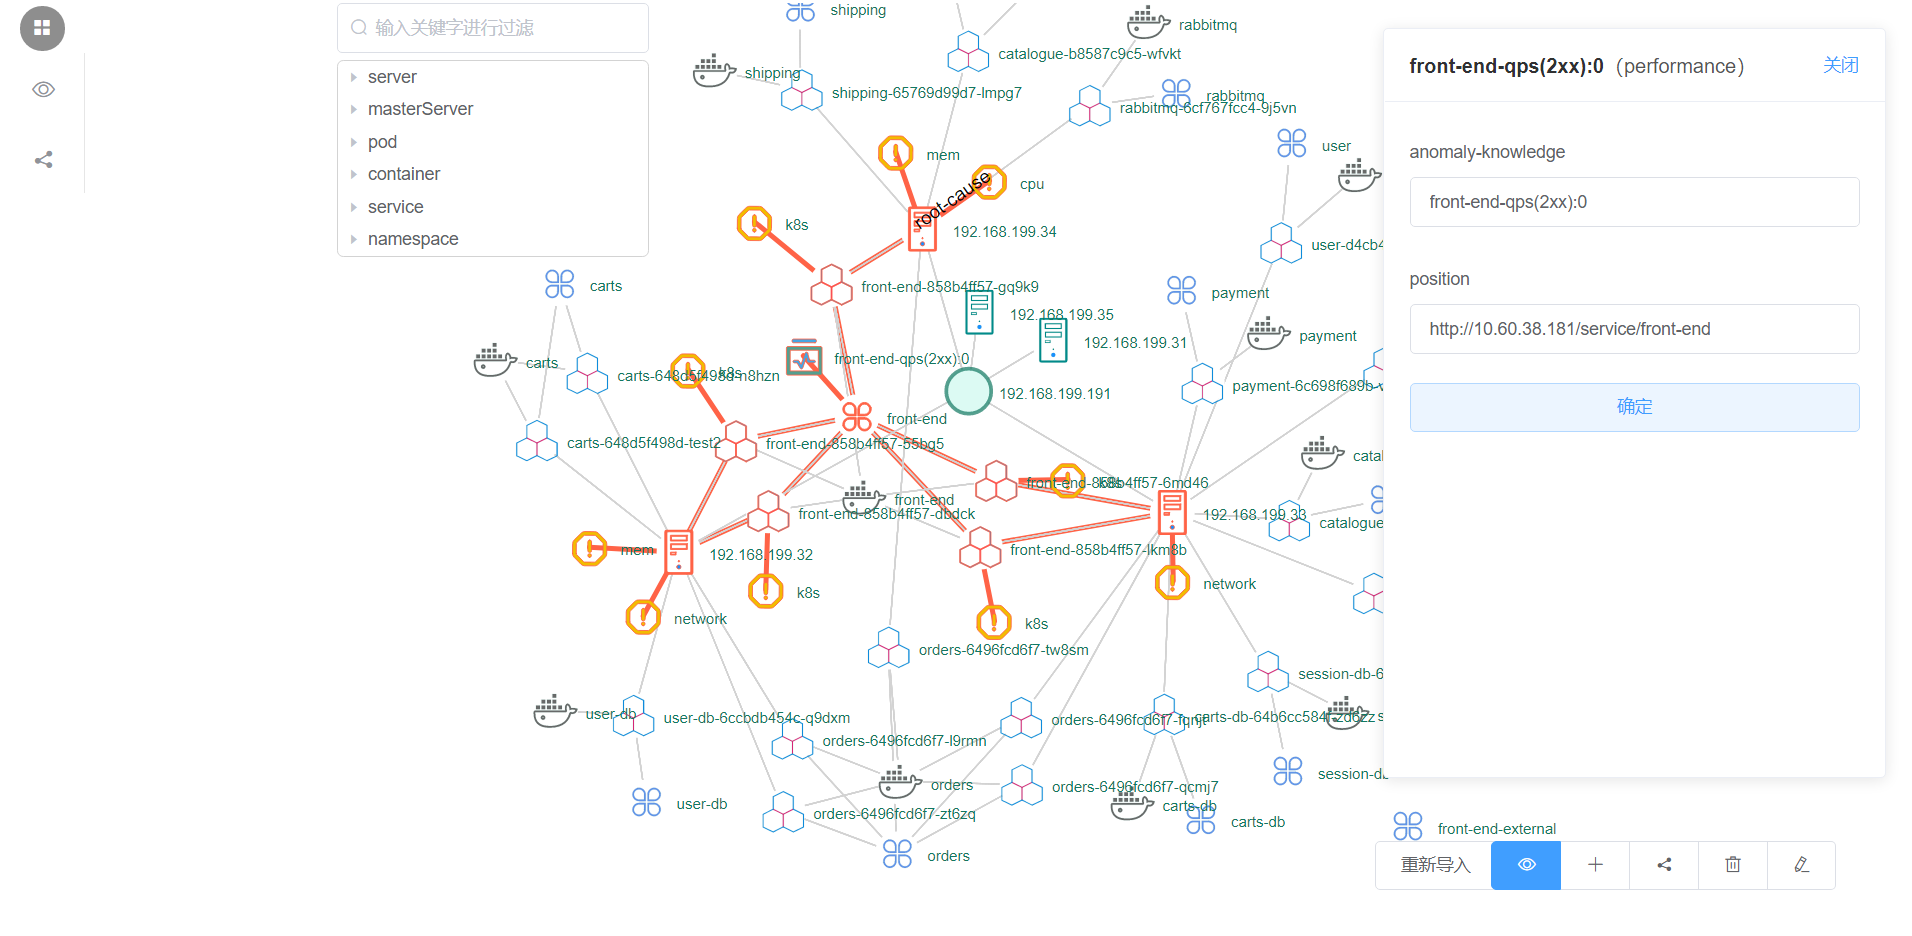 输入关键字进行过滤
server
masterServer
pod
container
service
namespace
shipping
shipping
shipping-65769d99d7-lmpg7
catalogue-b8587c9c5-wfvkt
rabbitmq
rabbitmq
rabbitmq-6cf767fcc4-9j5vn
mem
cpu
root-cause
k8s
192.168.199.34
user
user-d4cb4
front-end-858b4ff57-gq9k9
carts
192.168.199.35
payment
192.168.199.31
payment
carts
front-end-qps(2xx):0
k8s
carts-648d5f498d-n8hzn
payment-6c698f689b-v
192.168.199.191
front-end
carts-648d5f498d-test2
front-end-858b4ff57-55bg5
cata
front-end-858b4ff57-6md46
k8s
front-end
front-end-858b4ff57-dbdck
192.168.199.33
catalogue
mem
192.168.199.32
front-end-858b4ff57-lkm8b
network
k8s
network
k8s
orders-6496fcd6f7-tw8sm
session-db-6
user-db
user-db-6ccbdb454c-q9dxm
orders-6496fcd6f7-l9rmn
carts-db-64b6cc584f-zd6zz
session-db
orders
orders-6496fcd6f7-qcmj7
user-db
orders-6496fcd6f7-zt6zq
carts-db
carts-db
orders
front-end-external
front-end-qps(2xx):0（performance）
关闭
anomaly-knowledge
front-end-qps(2xx):0
position
http://10.60.38.181/service/front-end
确定
重新导入